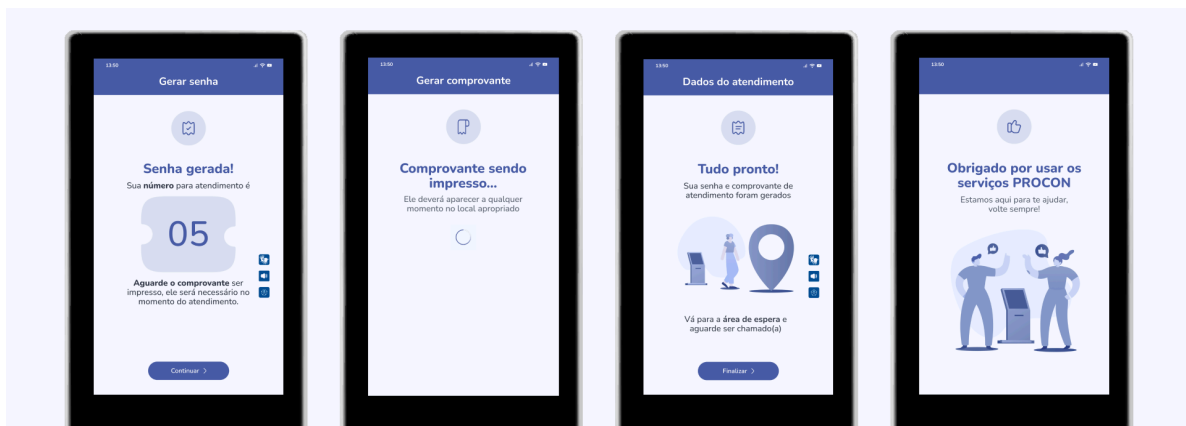 13:50
Gerar senha
Senha gerada!
Sua número para atendimento é
05
Aguarde o comprovante ser
impresso, ele será necessário no
momento do atendimento.
Continuar
13:50
Gerar comprovante
Comprovante sendo
impresso...
Ele deverá aparecer a qualquer
momento no local apropriado
13:50
Dados do atendimento
Tudo pronto!
Sua senha e comprovante de
atendimento foram gerados
Vá para a área de espera e
aguarde ser chamado(a)
Finalizar
13:50
Obrigado por usar os
serviços PROCON
Estamos aqui para te ajudar,
volte sempre!